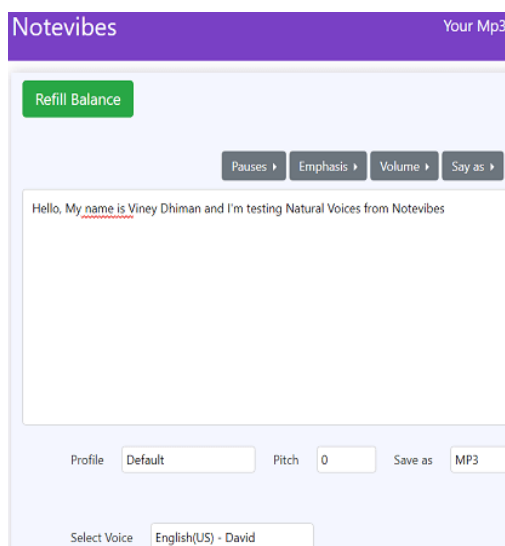 Notevibes Your Mp3
Refill Balance
Pauses Emphasis Volume Say as
Hello, My name is Viney Dhiman and I'm testing Natural Voices from Notevibes
Profile Default Pitch 0 Save as MP3
Select Voice English(US) - David